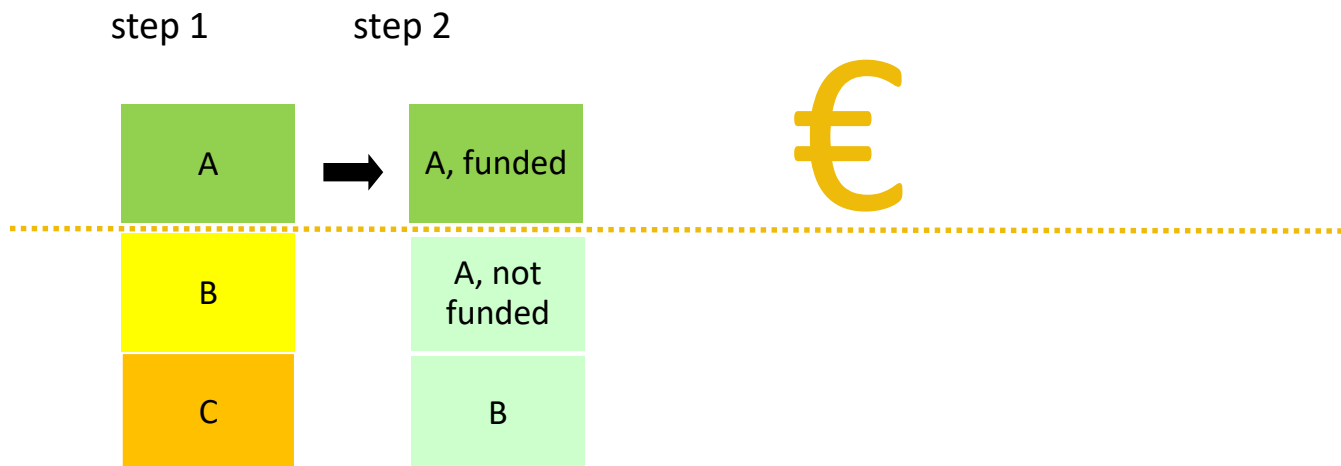 step 1
step 2
€
A
A, funded
B
A, not
funded
C
B